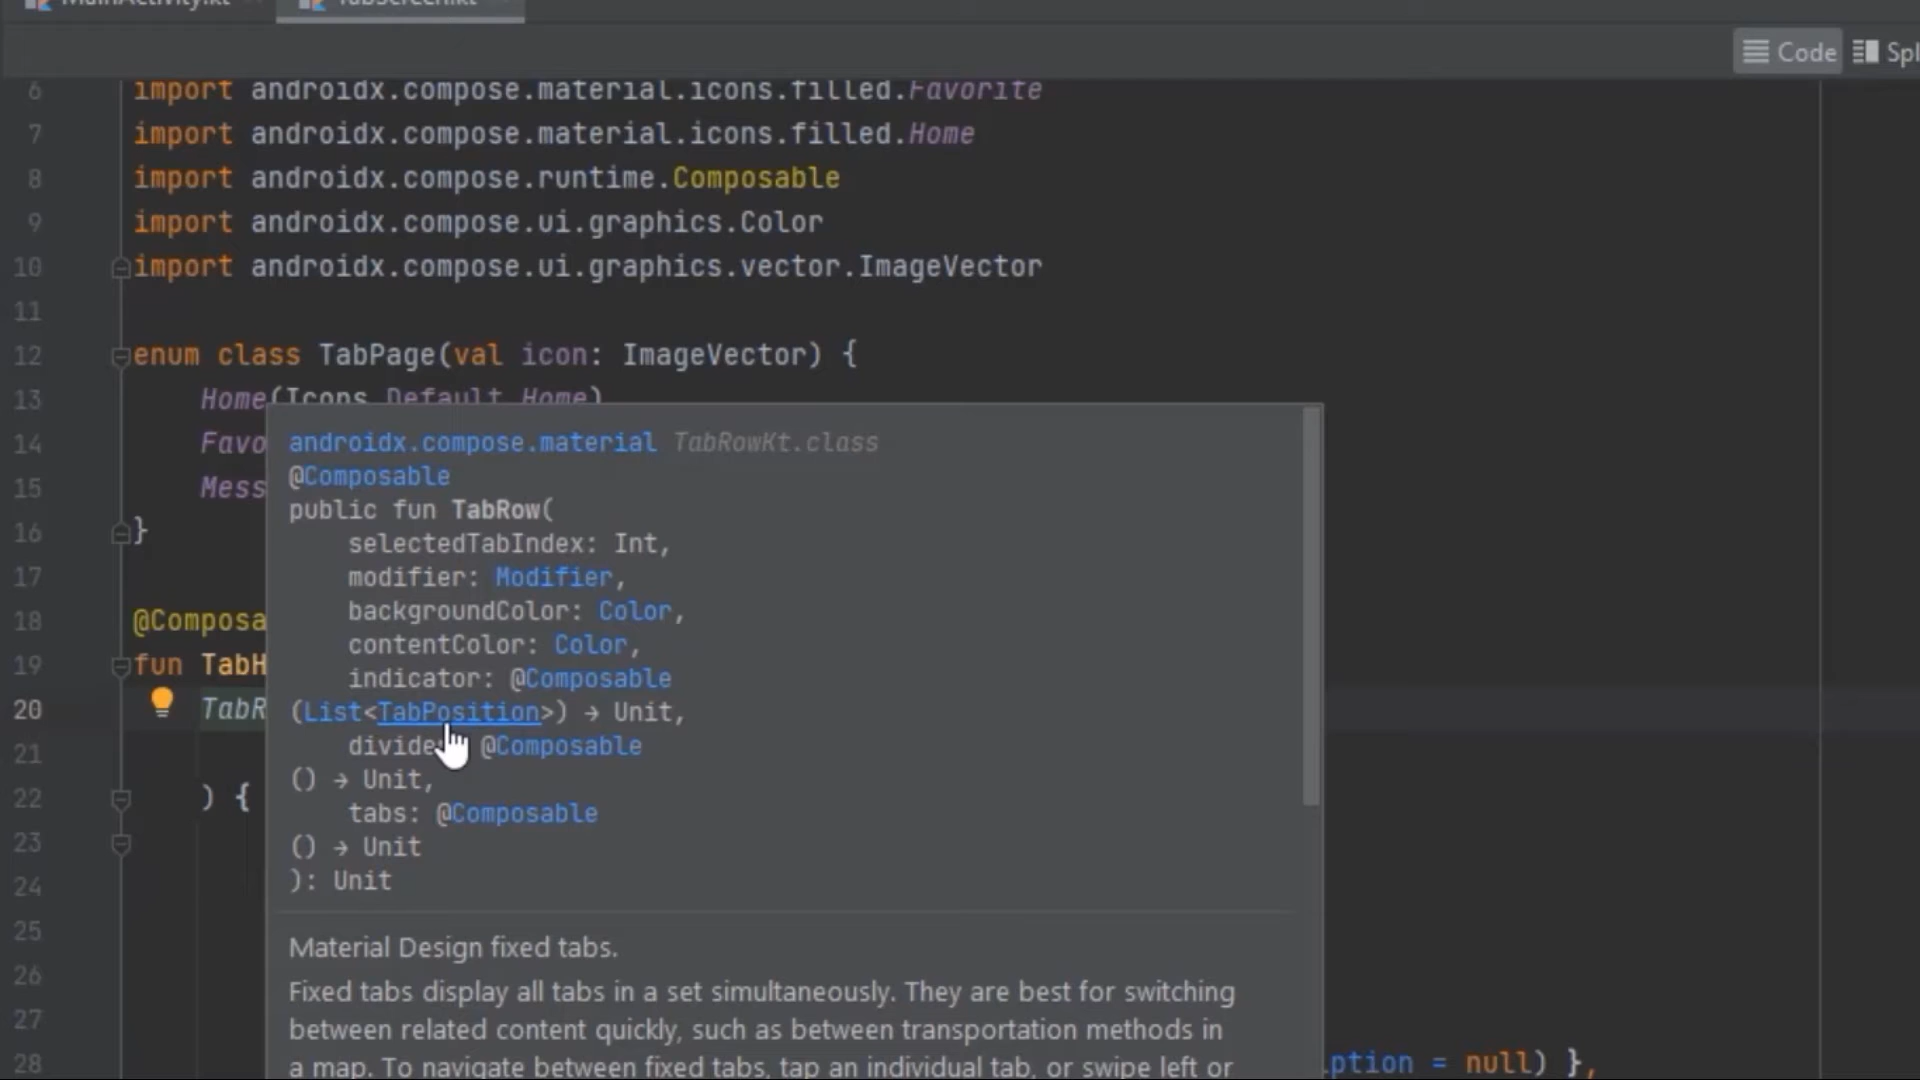 MainActivity.kt
TabScreen.kt
Code
Spl
6 import androidx.compose.material.icons.filled.Favorite
7 import androidx.compose.material.icons.filled.Home
8 import androidx.compose.runtime.Composable
9 import androidx.compose.ui.graphics.Color
10 import androidx.compose.ui.graphics.vector.ImageVector
11
12 enum class TabPage(val icon: ImageVector) {
13 Home(Icons.Default.Home)
14 Favo
15 Mess
16 }
17
18 @Composa
19 fun TabH
20 TabR
21
22 ) {
23
24
25
26
27
28
androidx.compose.material TabRowKt.class
@Composable
public fun TabRow(
selectedTabIndex: Int,
modifier: Modifier,
backgroundColor: Color,
contentColor: Color,
indicator: @Composable
(List<TabPosition>) → Unit,
divide @Composable
() → Unit,
tabs: @Composable
() → Unit
): Unit
Material Design fixed tabs.
Fixed tabs display all tabs in a set simultaneously. They are best for switching
between related content quickly, such as between transportation methods in
a map. To navigate between fixed tabs, tap an individual tab, or swipe left or
ption = null) },